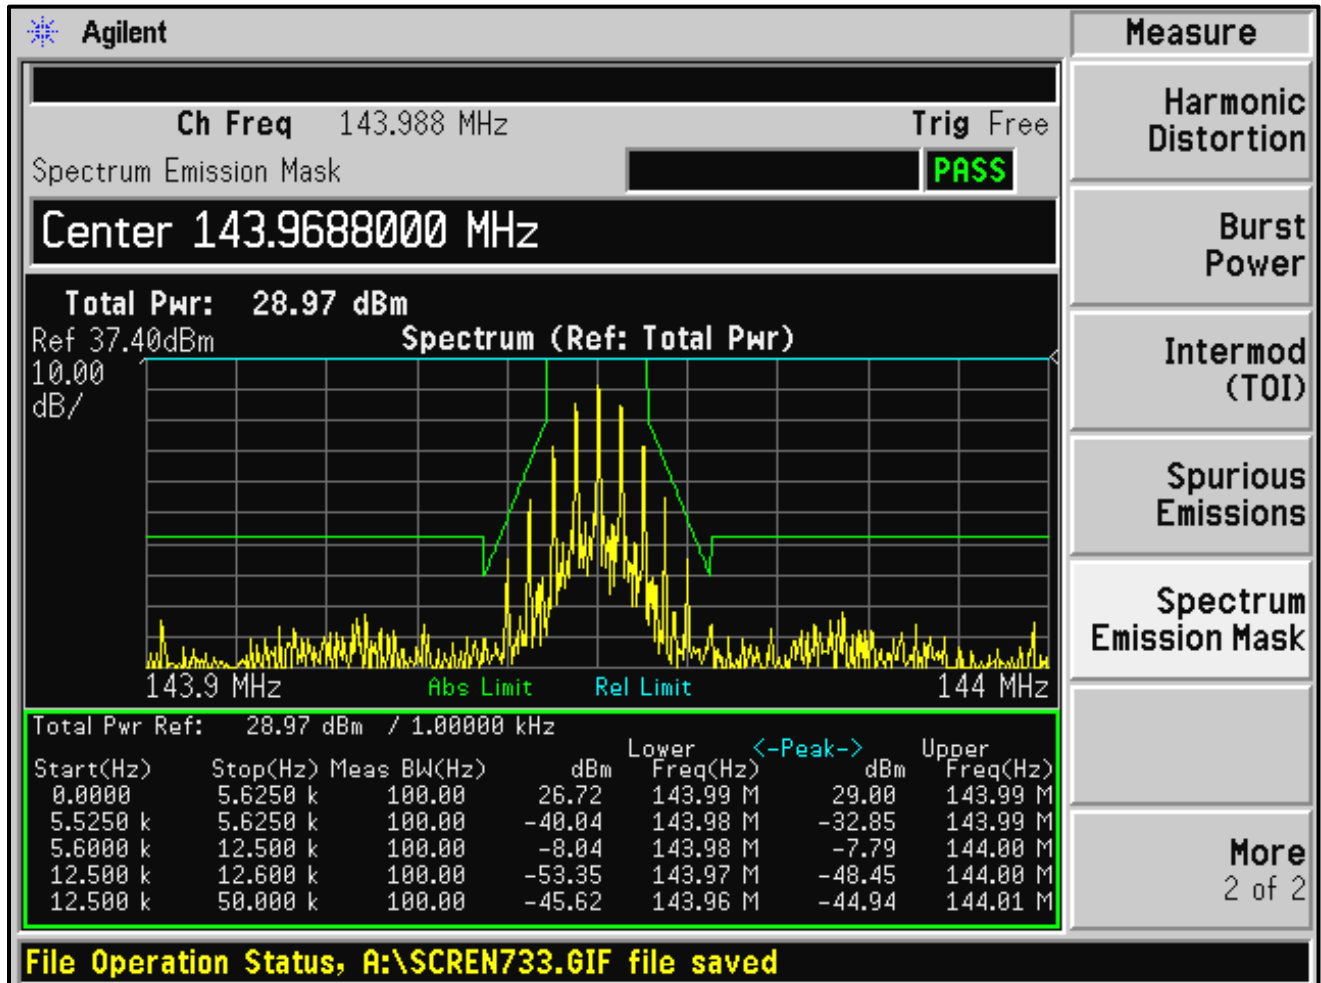 Agilent
Measure
Ch Freq 143.988 MHz Trig Free
Spectrum Emission Mask PASS
Center 143.9688000 MHz
Total Pwr: 28.97 dBm
Ref 37.40dBm Spectrum (Ref: Total Pwr)
10.00
dB/
143.9 MHz Abs Limit Rel Limit 144 MHz
Total Pwr Ref: 28.97 dBm / 1.00000 kHz
Lower <-Peak-> Upper
Start(Hz) Stop(Hz) Meas BW(Hz) dBm Freq(Hz) dBm Freq(Hz)
0.0000 5.6250 k 100.00 26.72 143.99 M 29.00 143.99 M
5.5250 k 5.6250 k 100.00 -40.04 143.98 M -32.85 143.99 M
5.6000 k 12.500 k 100.00 -8.04 143.98 M -7.79 144.00 M
12.500 k 12.600 k 100.00 -53.35 143.97 M -48.45 144.00 M
12.500 k 50.000 k 100.00 -45.62 143.96 M -44.94 144.01 M
File Operation Status, A:\SCREN733.GIF file saved
Harmonic
Distortion
Burst
Power
Intermod
(TOI)
Spurious
Emissions
Spectrum
Emission Mask
More
2 of 2